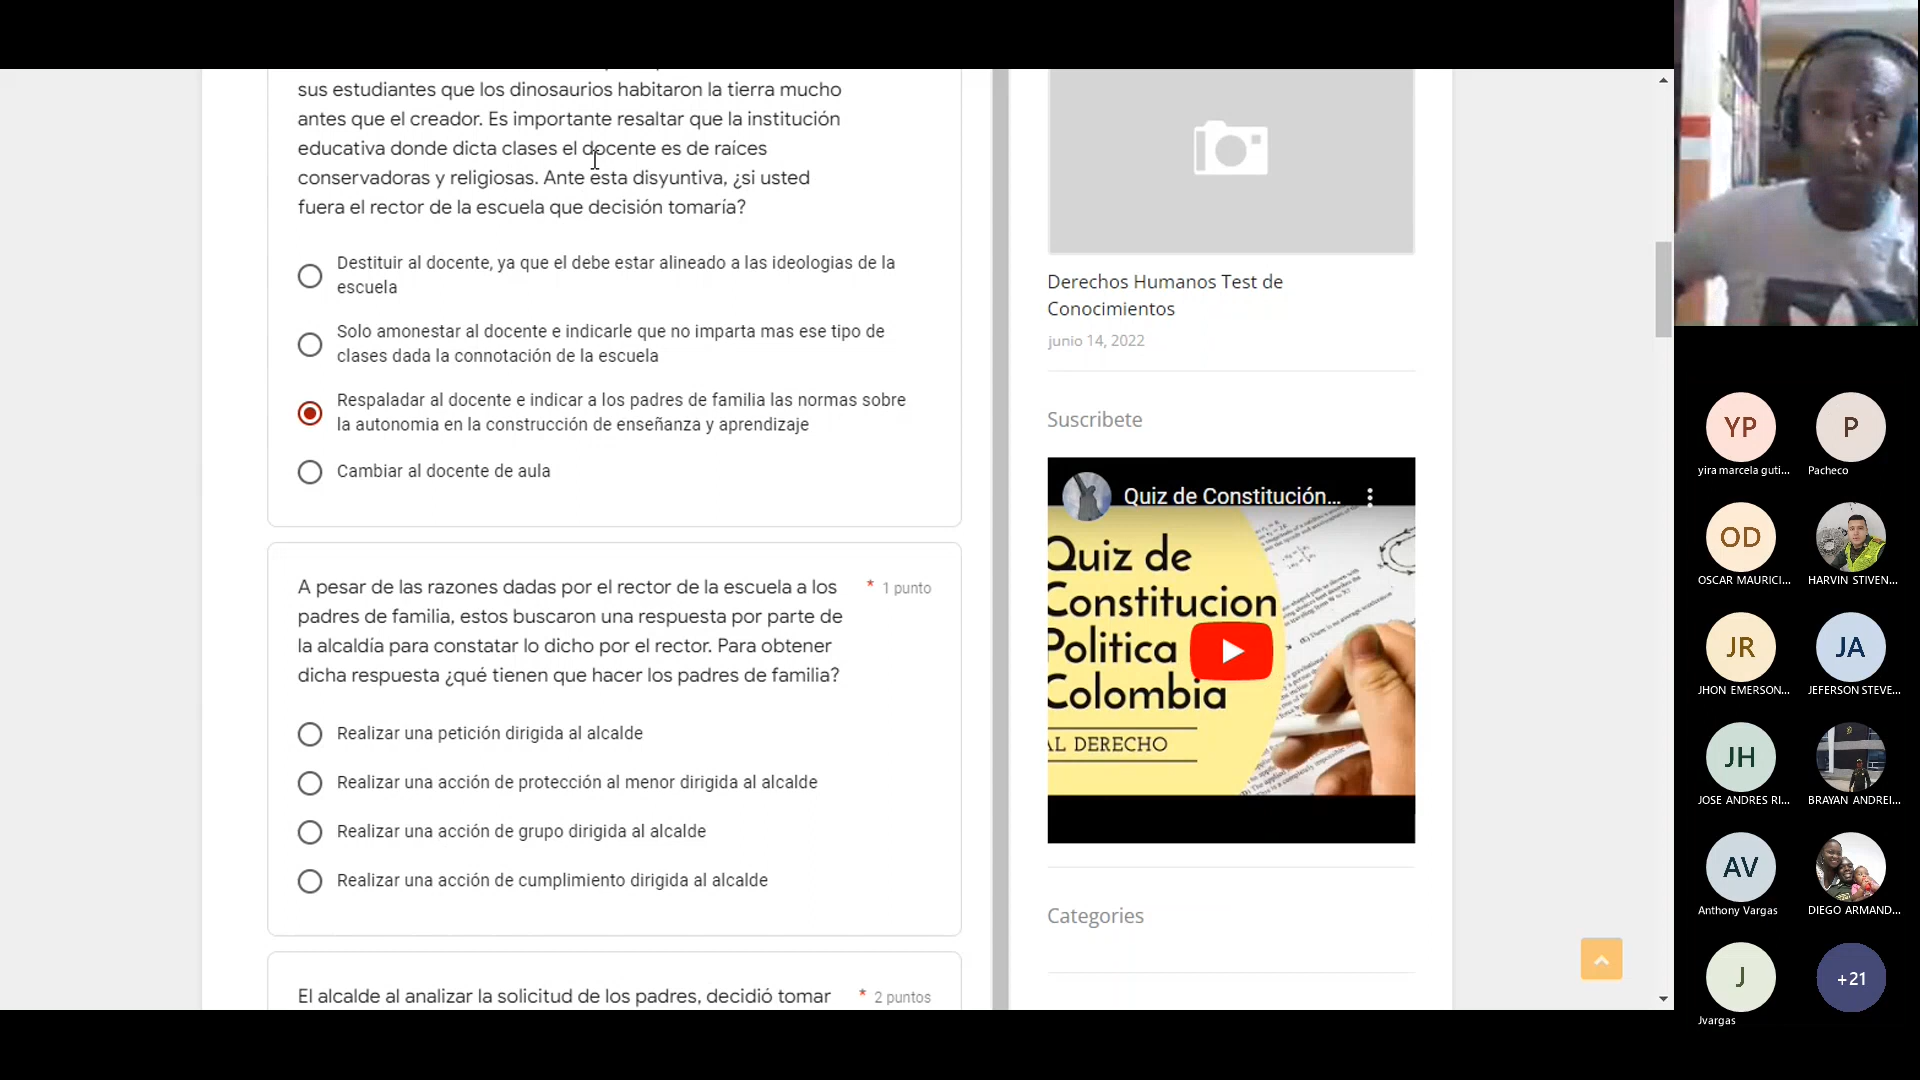 sus estudiantes que los dinosaurios habitaron la tierra mucho
antes que el creador. Es importante resaltar que la institución
educativa donde dicta clases el docente es de raíces
conservadoras y religiosas. Ante esta disyuntiva, ¿si usted
fuera el rector de la escuela que decisión tomaría?
Destituir al docente, ya que el debe estar alineado a las ideologias de la
escuela
Solo amonestar al docente e indicarle que no imparta mas ese tipo de
clases dada la connotación de la escuela
Respaladar al docente e indicar a los padres de familia las normas sobre
la autonomia en la construcción de enseñanza y aprendizaje
Cambiar al docente de aula
A pesar de las razones dadas por el rector de la escuela a los
* 1 punto
padres de familia, estos buscaron una respuesta por parte de
la alcaldía para constatar lo dicho por el rector. Para obtener
dicha respuesta ¿qué tienen que hacer los padres de familia?
Realizar una petición dirigida al alcalde
Realizar una acción de protección al menor dirigida al alcalde
Realizar una acción de grupo dirigida al alcalde
Realizar una acción de cumplimiento dirigida al alcalde
El alcalde al analizar la solicitud de los padres, decidió tomar
* 2 puntos
Derechos Humanos Test de
Conocimientos
junio 14, 2022
Suscribete
Quiz de Constitución...
Quiz de
Constitucion
Politica
Colombia
AL DERECHO
Categories
YP
P
yira marcela guti...
Pacheco
OD
OSCAR MAURICI...
HARVIN STIVEN...
JR
JA
JHON EMERSON...
JEFERSON STEVE...
JH
JOSE ANDRES RI...
BRAYAN ANDREI...
AV
Anthony Vargas
DIEGO ARMAND...
J
+21
Jvargas